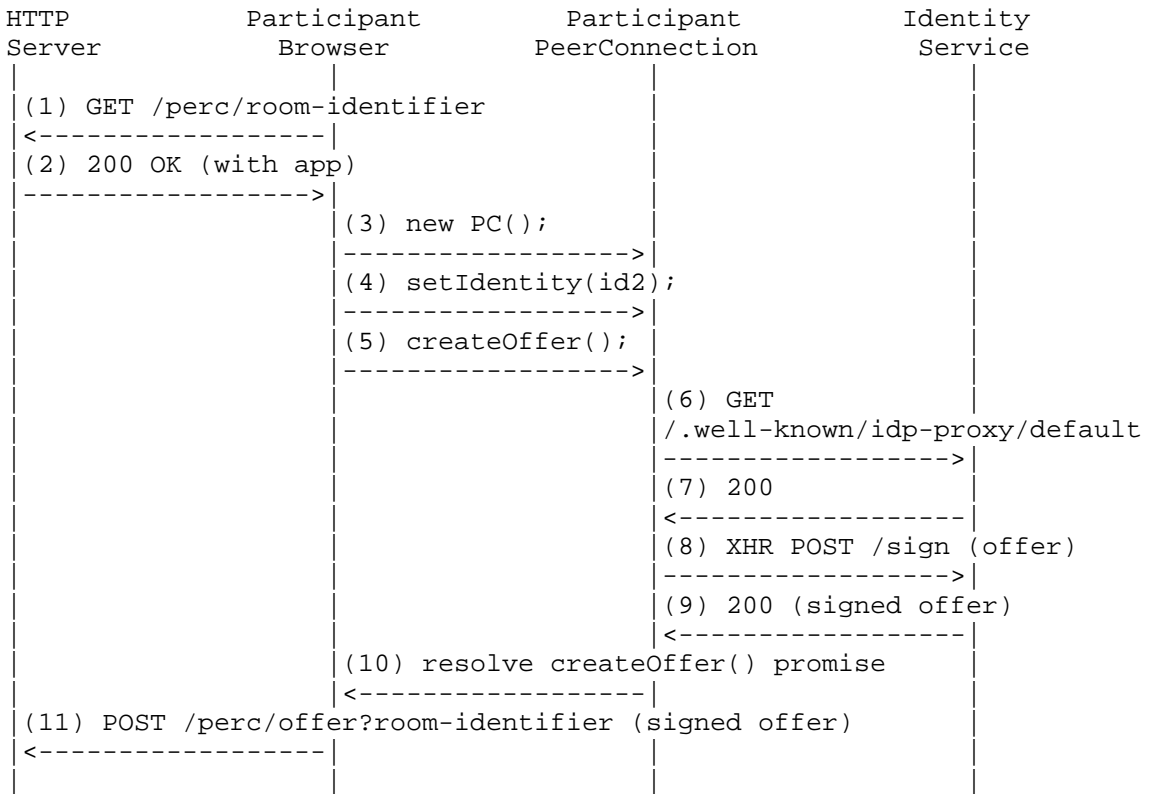 HTTP Participant Participant Identity
Server Browser PeerConnection Service
(1) GET /perc/room-identifier
(2) 200 OK (with app)
(3) new PC();
(4) setIdentity(id2);
(5) createOffer();
(6) GET
/.well-known/idp-proxy/default
(7) 200
(8) XHR POST /sign (offer)
(9) 200 (signed offer)
(10) resolve createOffer() promise
(11) POST /perc/offer?room-identifier (signed offer)